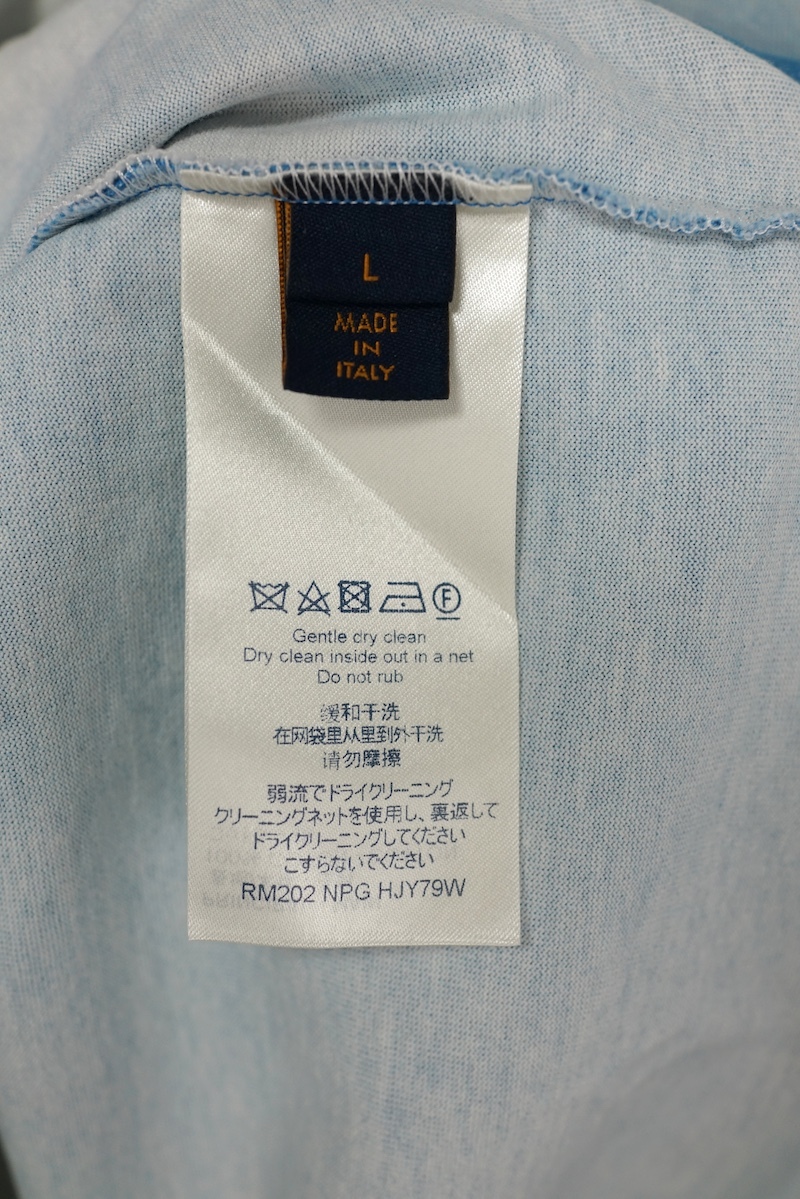 L
MADE
IN
ITALY
F
Gentle dry clean
Dry clean inside out in a net
Do not rub
缓和干洗
在网袋里从里到外干洗
请勿摩擦
弱流でドライクリーニング
クリーニングネットを使用し、裏返して
ドライクリーニングしてください
こすらないでください
RM202 NPG HJY79W